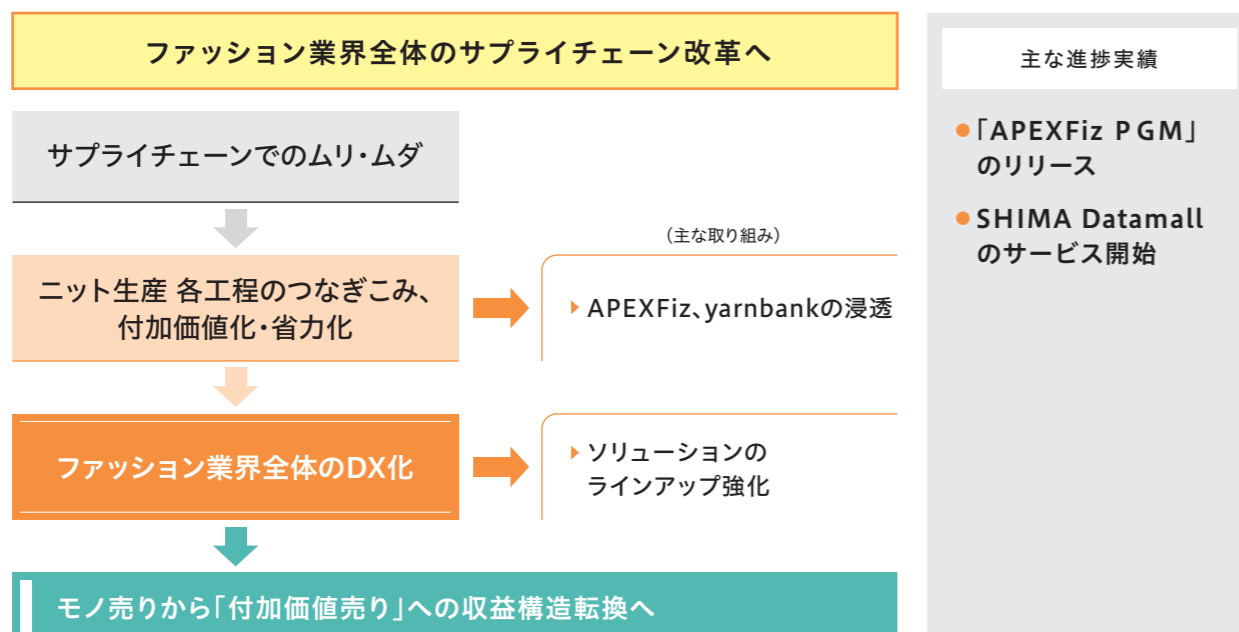 ファッション業界全体のサプライチェーン改革へ
サプライチェーンでのムリ・ムダ
ニット生産 各工程のつなぎこみ、
付加価値化・省力化
(主な取り組み)
APEXFiz、yarnbankの浸透
ファッション業界全体のDX化
ソリューションの
ラインアップ強化
モノ売りから「付加価値売り」への収益構造転換へ
主な進捗実績
●「APEXFiz PGM」
のリリース
●SHIMA Datamall
のサービス開始